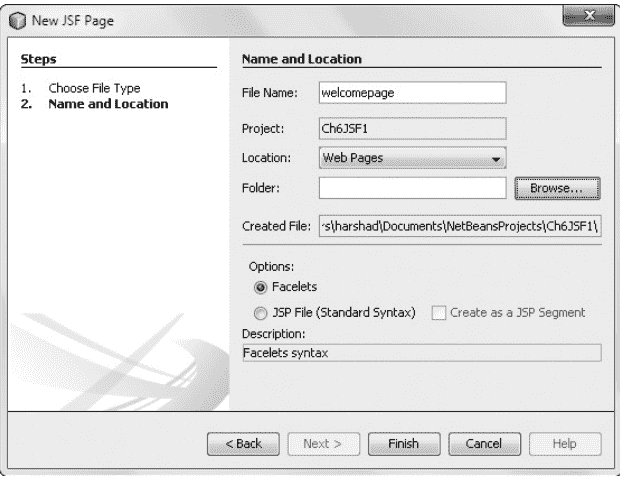 New JSF Page
Steps
1. Choose File Type
2. Name and Location
Name and Location
File Name: welcomepage
Project: Ch6JSF1
Location: Web Pages
Folder: Browse...
Created File: s\harshad\Documents\NetBeansProjects\Ch6JSF1\
Options:
Facelets
JSP File (Standard Syntax) Create as a JSP Segment
Description:
Facelets syntax
< Back Next > Finish Cancel Help